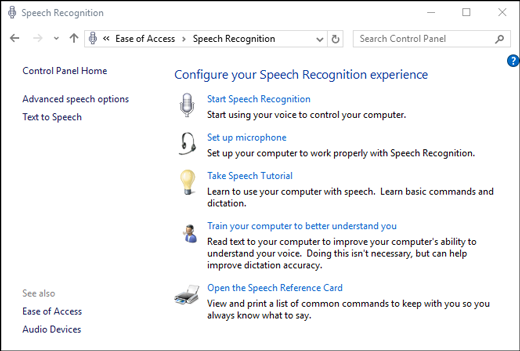 Speech Recognition
« Ease of Access > Speech Recognition
Search Control Panel
Control Panel Home
Advanced speech options
Text to Speech
Configure your Speech Recognition experience
Start Speech Recognition
Start using your voice to control your computer.
Set up microphone
Set up your computer to work properly with Speech Recognition.
Take Speech Tutorial
Learn to use your computer with speech. Learn basic commands and
dictation.
Train your computer to better understand you
Read text to your computer to improve your computer's ability to
understand your voice. Doing this isn't necessary, but can help
improve dictation accuracy.
Open the Speech Reference Card
View and print a list of common commands to keep with you so you
always know what to say.
See also
Ease of Access
Audio Devices